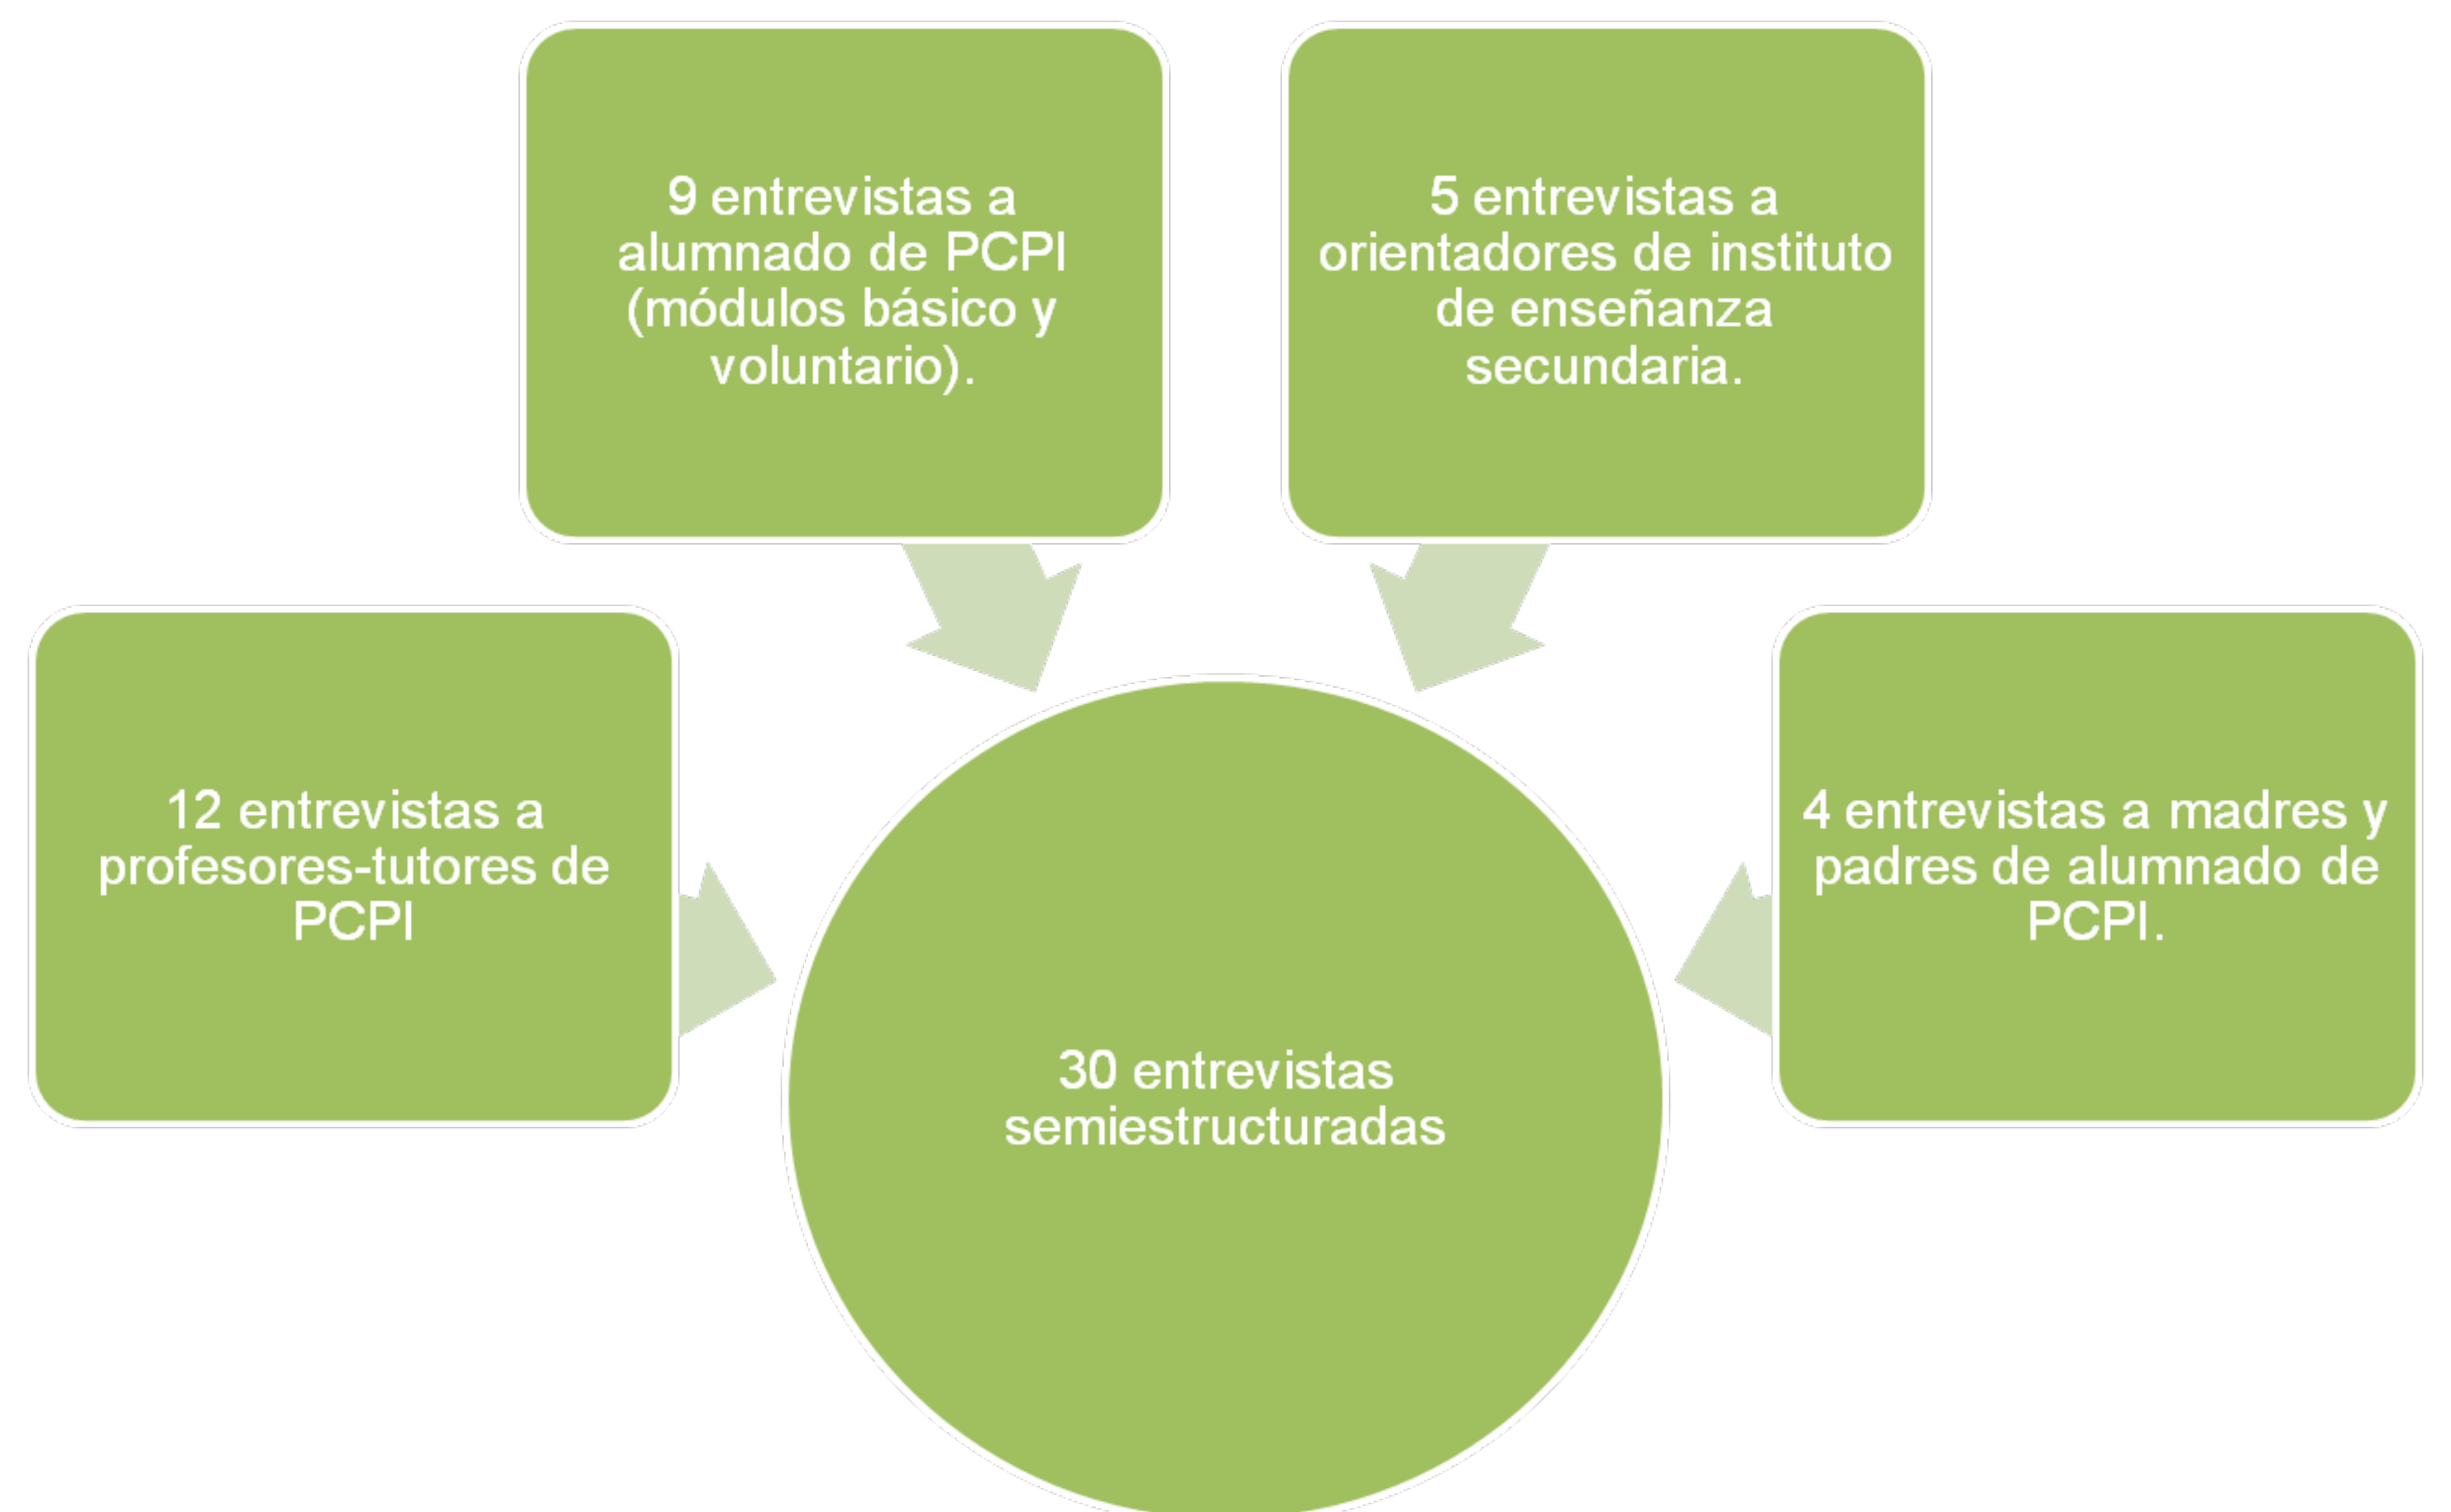 9 entrevistas a
alumnado de PCPI
(módulos básico y
voluntario).
5 entrevistas a
orientadores de instituto
de enseñanza
secundaria.
12 entrevistas a
profesores-tutores de
PCPI
4 entrevistas a madres y
padres de alumnado de
PCPI.
30 entrevistas
semiestructuradas